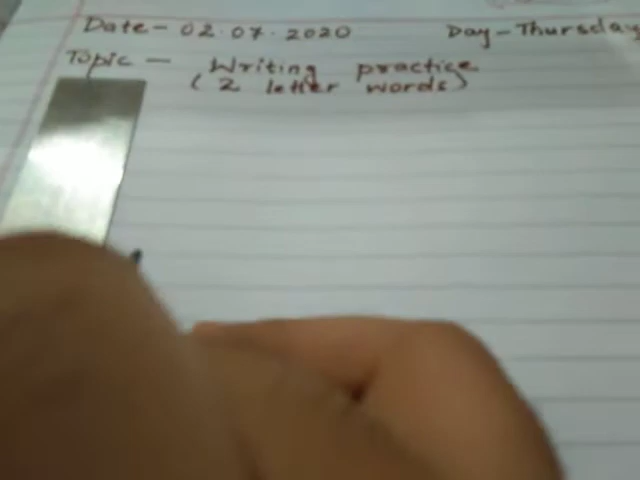 Date - 02.07.2020 Day - Thursday
Topic - Writing practice
(2 letter words)